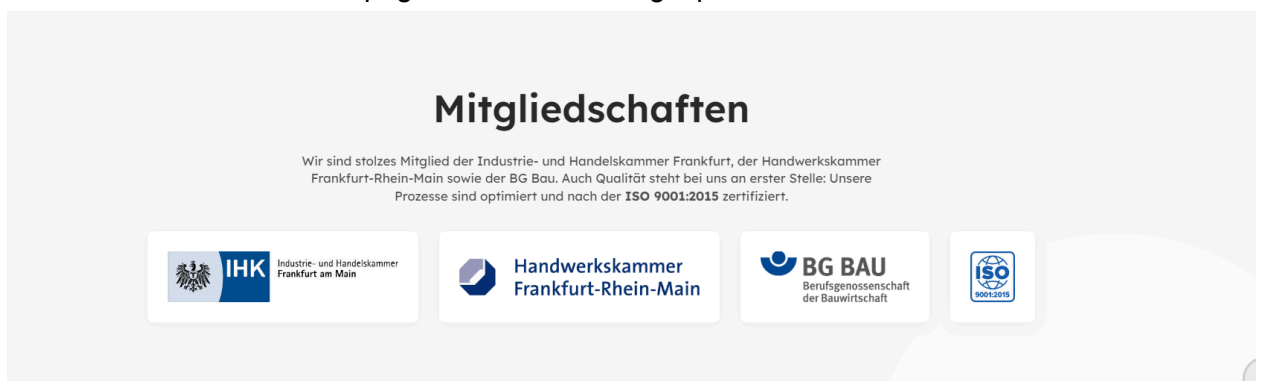 Mitgliedschaften
Wir sind stolzes Mitglied der Industrie- und Handelskammer Frankfurt, der Handwerkskammer
Frankfurt-Rhein-Main sowie der BG Bau. Auch Qualität steht bei uns an erster Stelle: Unsere
Prozesse sind optimiert und nach der ISO 9001:2015 zertifiziert.
IHK
Industrie- und Handelskammer
Frankfurt am Main
Handwerkskammer
Frankfurt-Rhein-Main
BG BAU
Berufsgenossenschaft
der Bauwirtschaft
ISO
9001:2015